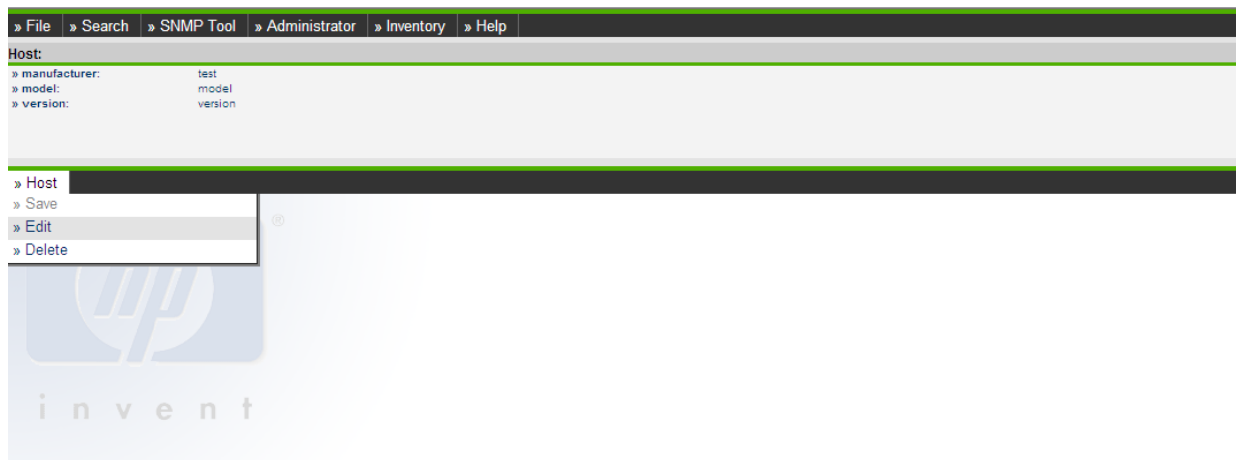 » File » Search » SNMP Tool » Administrator » Inventory » Help
Host:
» manufacturer: test
» model: model
» version: version
» Host
» Save
» Edit
» Delete
®
hp
invent